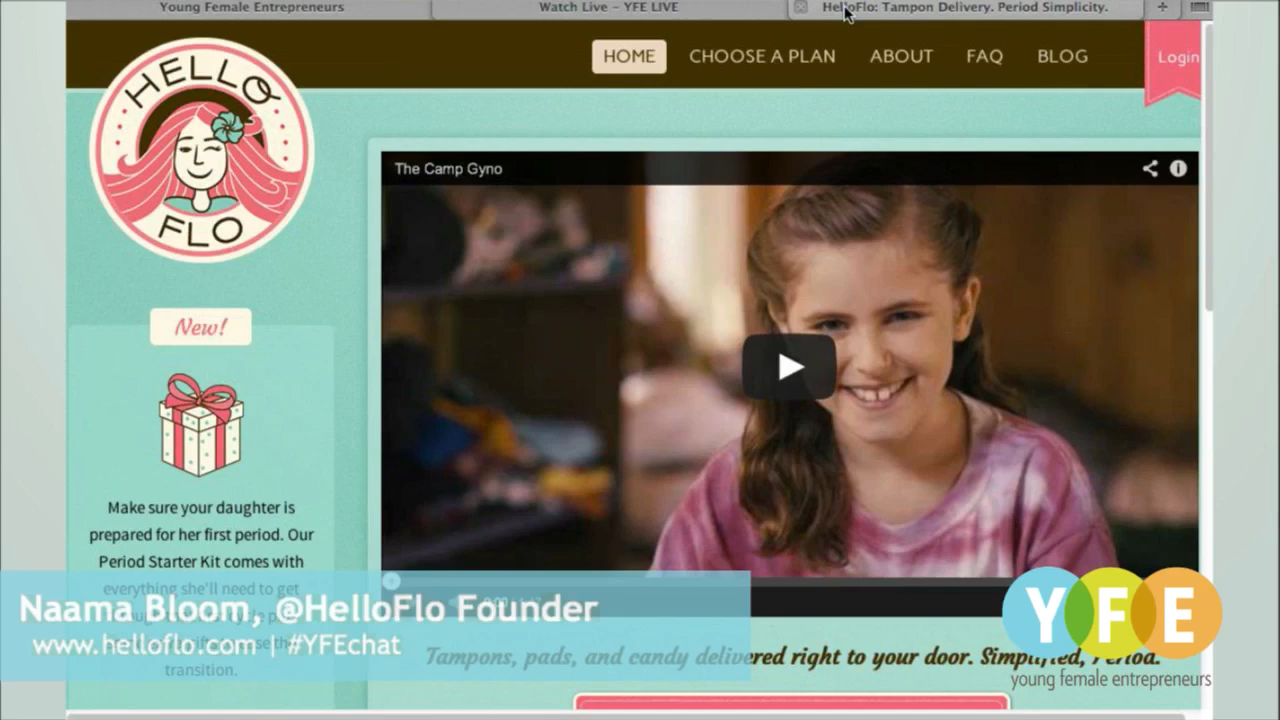 Young Female Entrepreneurs
Watch Live – YFE LIVE
HelloFlo: Tampon Delivery. Period Simplicity.
HOME
CHOOSE A PLAN
ABOUT
FAQ
BLOG
Login
HELLO
FLO
The Camp Gyno
New!
Make sure your daughter is
prepared for her first period. Our
Period Starter Kit comes with
everything she'll need to get
transition.
Naama Bloom, @HelloFlo Founder
www.helloflo.com | #YFEchat
Tampons, pads, and candy delivered right to your door. Simplified, Period.
YFE
young female entrepreneurs